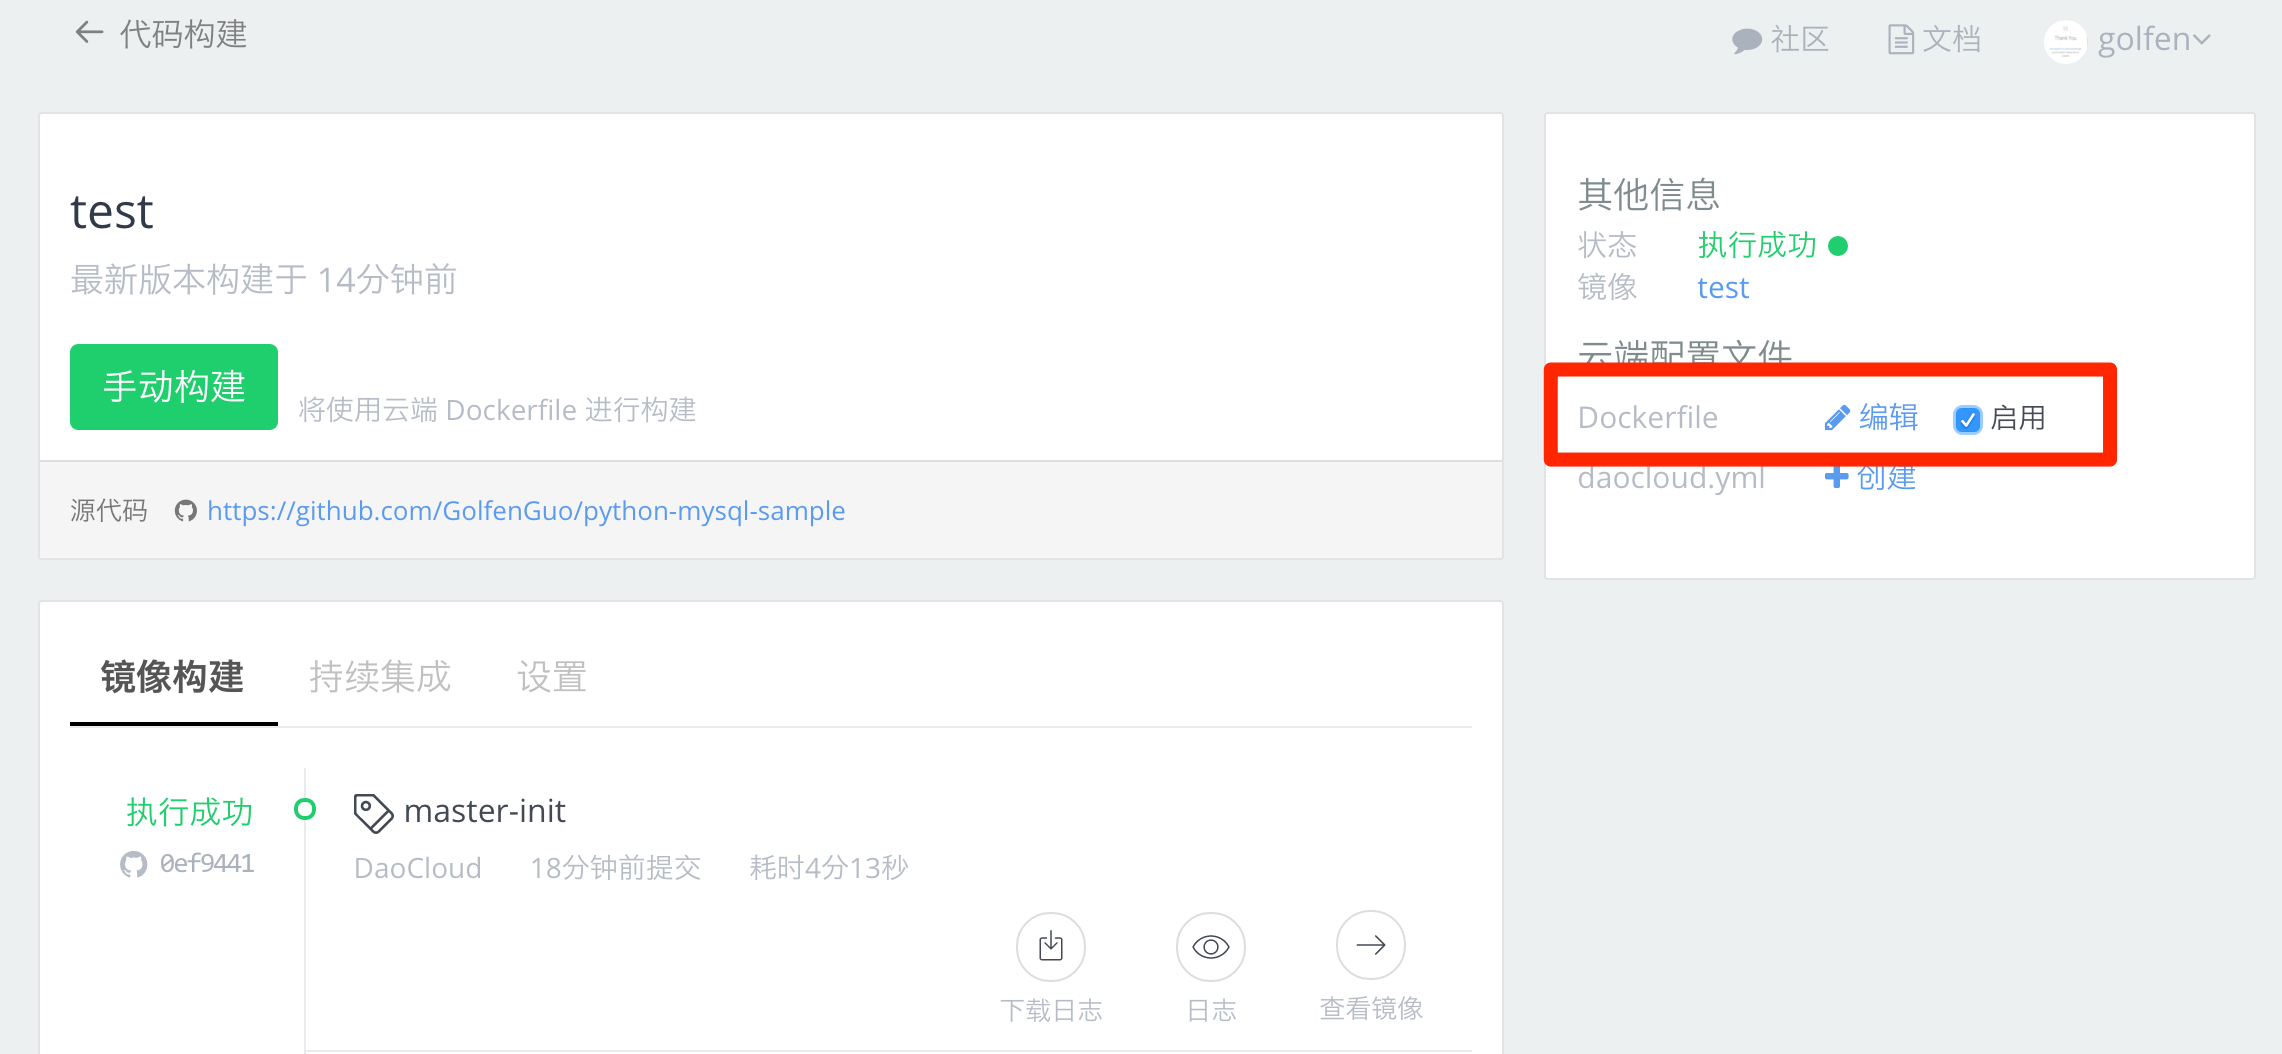 代码构建
社区 文档 golfen
test
最新版本构建于 14分钟前
手动构建 将使用云端 Dockerfile 进行构建
源代码 https://github.com/GolfenGuo/python-mysql-sample
其他信息
状态 执行成功
镜像 test
云端配置文件
Dockerfile 编辑 启用
daocloud.yml 创建
镜像构建 持续集成 设置
执行成功 master-init
0ef9441 DaoCloud 18分钟前提交 耗时4分13秒
下载日志 日志 查看镜像